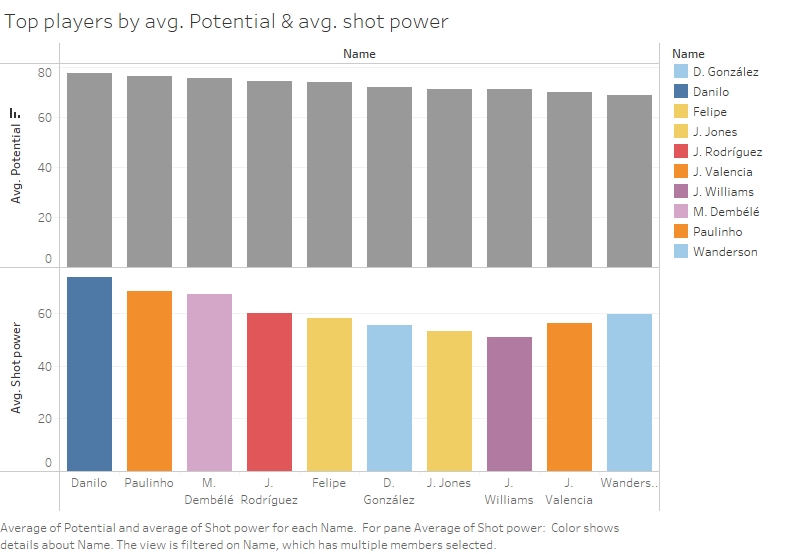 Top players by avg. Potential & avg. shot power
Name
Avg. Potential
80
60
40
20
0
Avg. Shot power
60
40
20
0
Danilo
Paulinho
M. Dembélé
J. Rodríguez
Felipe
D. González
J. Jones
J. Williams
J. Valencia
Wanders..
Name
D. González
Danilo
Felipe
J. Jones
J. Rodríguez
J. Valencia
J. Williams
M. Dembélé
Paulinho
Wanderson
Average of Potential and average of Shot power for each Name. For pane Average of Shot power: Color shows
details about Name. The view is filtered on Name, which has multiple members selected.